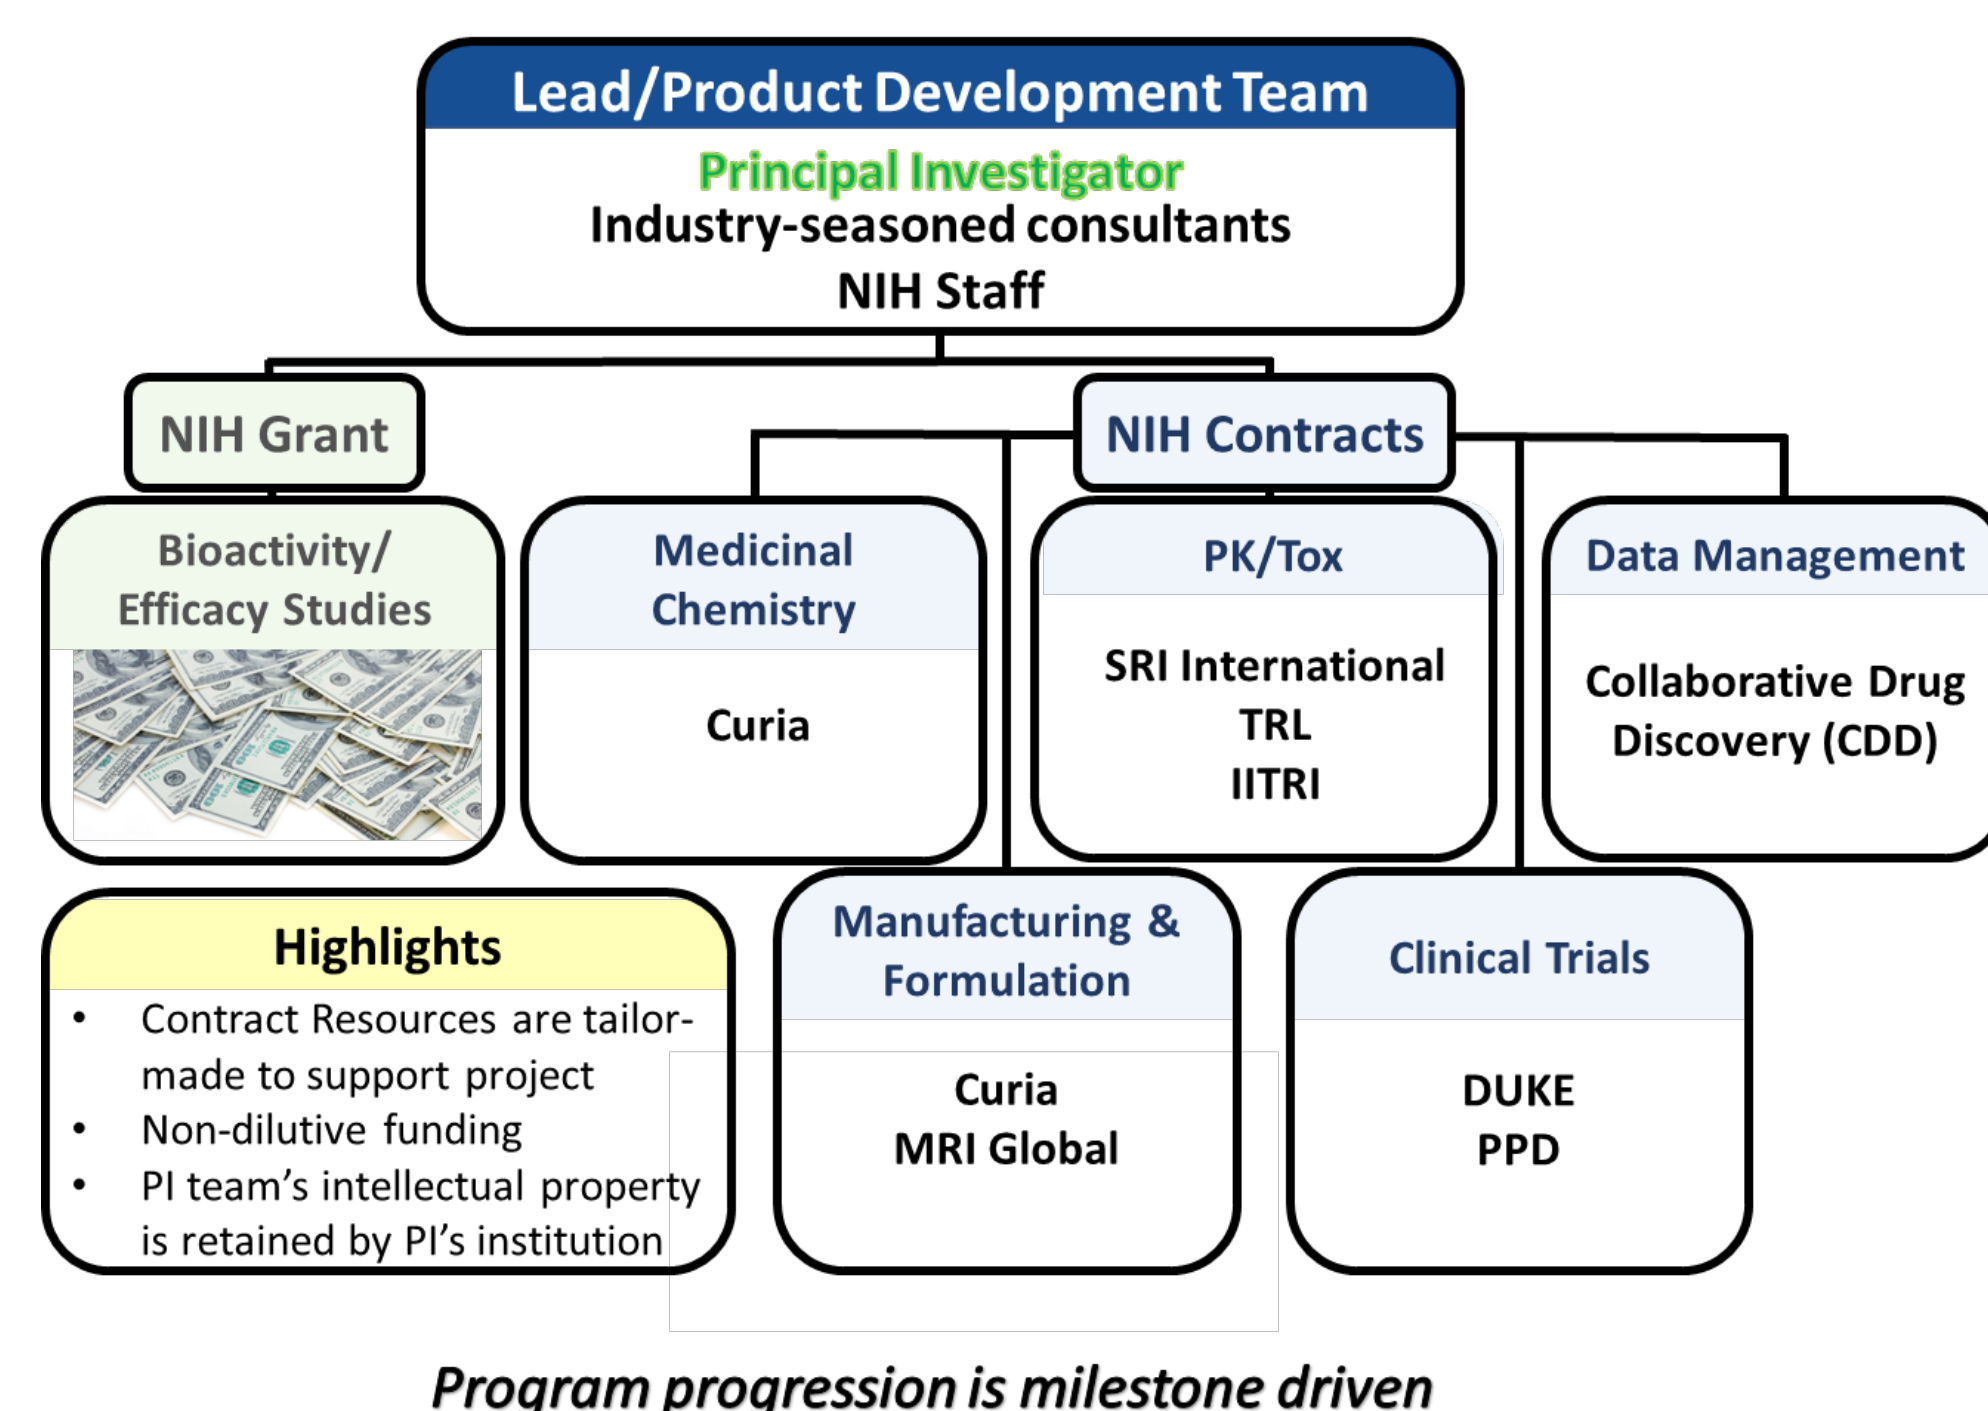 Lead/Product Development Team
Principal Investigator
Industry-seasoned consultants
NIH Staff
NIH Grant
NIH Contracts
Bioactivity/
Efficacy Studies
Medicinal
Chemistry
Curia
PK/Tox
SRI International
TRL
IITRI
Data Management
Collaborative Drug
Discovery (CDD)
Highlights
• Contract Resources are tailor-
made to support project
• Non-dilutive funding
• PI team's intellectual property
is retained by PI's institution
Manufacturing &
Formulation
Curia
MRI Global
Clinical Trials
DUKE
PPD
Program progression is milestone driven